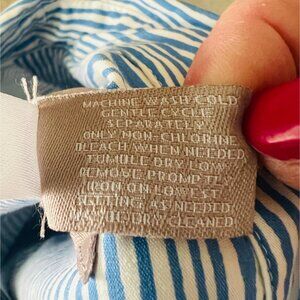 MACHINE WASH COLD
GENTLE CYCLE
SEPARATELY
ONLY NON-CHLORINE
BLEACH WHEN NEEDED
TUMBLE DRY LOW
REMOVE PROMPTLY
IRON ON LOWEST
SETTING AS NEEDED
MAY BE DRY CLEANED